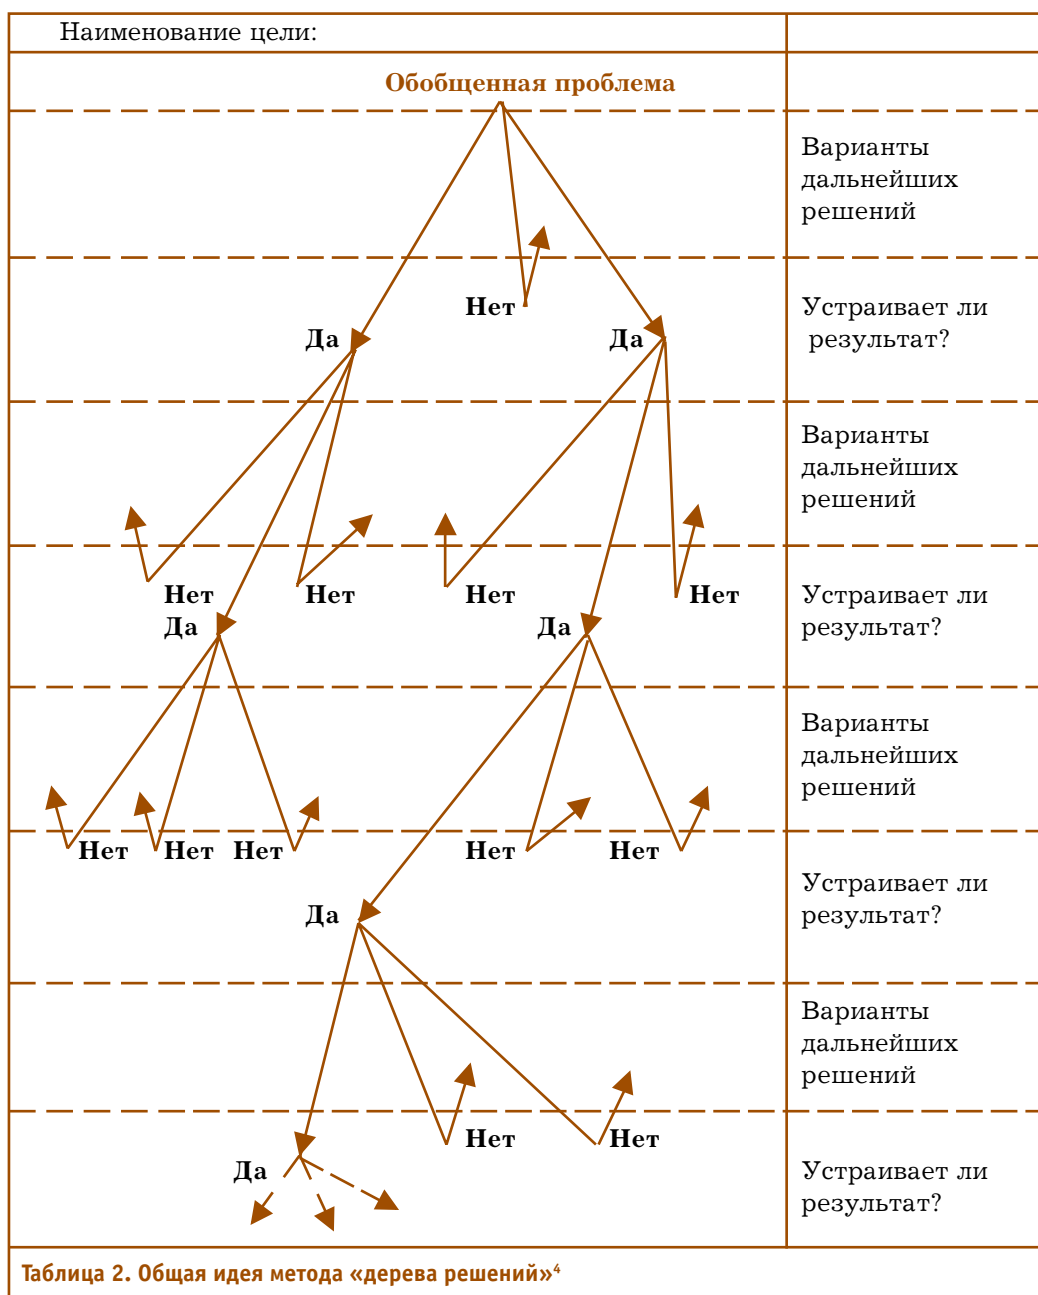 Наименование цели:
Обобщенная проблема
Варианты
дальнейших
решений
Нет
Устраивает ли
результат?
Да
Да
Варианты
дальнейших
решений
Нет
Нет
Нет
Нет
Устраивает ли
результат?
Да
Да
Варианты
дальнейших
решений
Нет
Нет
Нет
Нет
Нет
Устраивает ли
результат?
Да
Варианты
дальнейших
решений
Нет
Нет
Да
Устраивает ли
результат?
Таблица 2. Общая идея метода «дерева решений»⁴